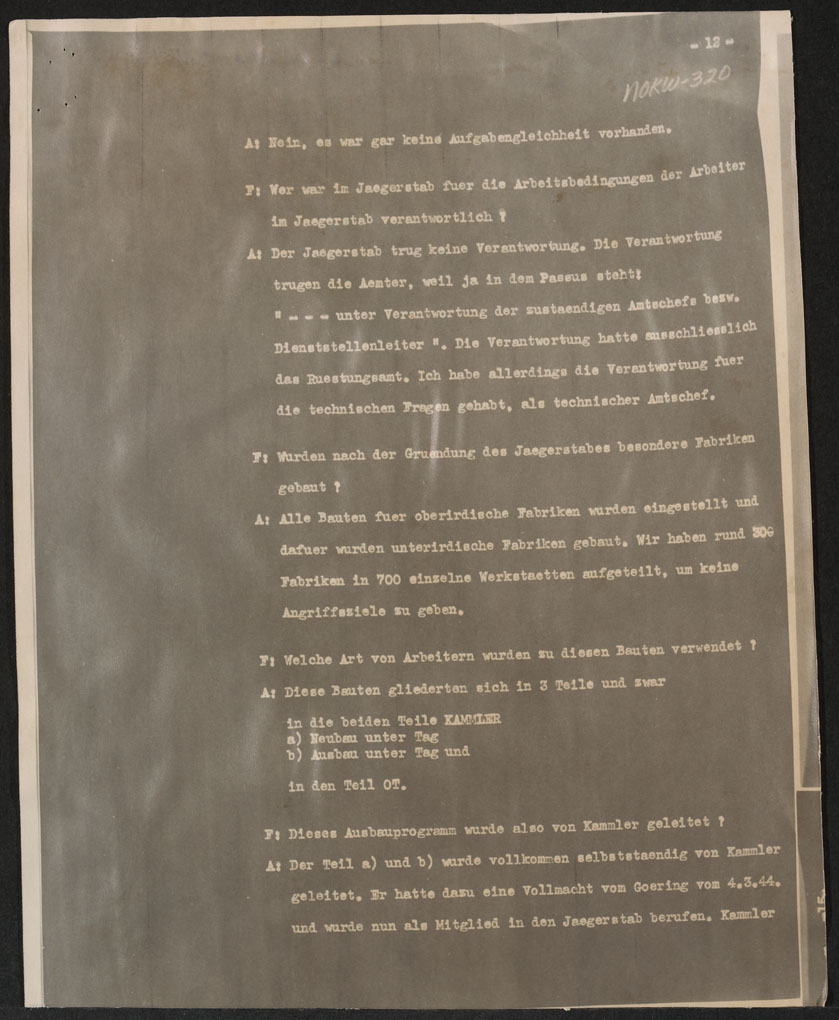 - 12 -
NOKW-320
A: Nein, es war gar keine Aufgabengleichheit vorhanden.
F: Wer war im Jaegerstab fuer die Arbeitsbedingungen der Arbeiter
im Jaegerstab verantwortlich ?
A: Der Jaegerstab trug keine Verantwortung. Die Verantwortung
trugen die Aemter, weil ja in dem Passus steht:
" - - - unter Verantwortung der zustaendigen Amtschefs bezw.
Dienststellenleiter ". Die Verantwortung hatte ausschliesslich
das Ruestungsamt. Ich habe allerdings die Verantwortung fuer
die technischen Fragen gehabt, als technischer Amtschef.
F: Wurden nach der Gruendung des Jaegerstabes besondere Fabriken
gebaut ?
A: Alle Bauten fuer oberirdische Fabriken wurden eingestellt und
dafuer wurden unterirdische Fabriken gebaut. Wir haben rund 300
Fabriken in 700 einzelne Werkstaetten aufgeteilt, um keine
Angriffsziele zu geben.
F: Welche Art von Arbeitern wurden zu diesen Bauten verwendet ?
A: Diese Bauten gliederten sich in 3 Teile und zwar
in die beiden Teile KAMMLER
a) Neubau unter Tag
b) Ausbau unter Tag und
in den Teil OT.
F: Dieses Ausbauprogramm wurde also von Kammler geleitet ?
A: Der Teil a) und b) wurde vollkommen selbststaendig von Kammler
geleitet. Er hatte dazu eine Vollmacht vom Goering vom 4.3.44.
und wurde nun als Mitglied in den Jaegerstab berufen. Kammler